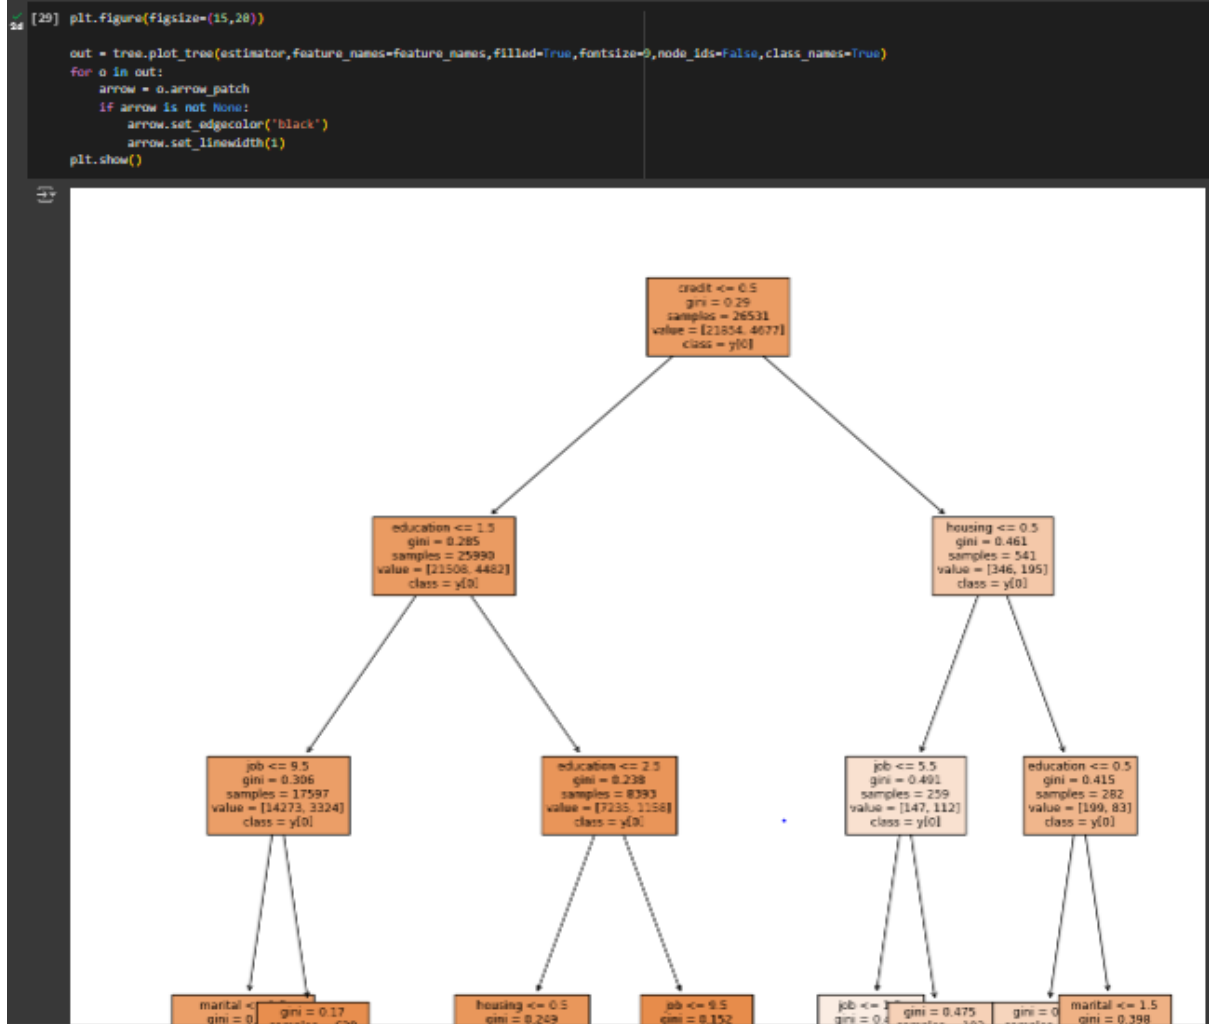 [29] plt.figure(figsize=(15,20))
out = tree.plot_tree(estimator,feature_names=feature_names,filled=True,fontsize=9,node_ids=False,class_names=True)
for o in out:
arrow = o.arrow_patch
if arrow is not None:
arrow.set_edgecolor('black')
arrow.set_linewidth(1)
plt.show()
credit <= 0.5
gini = 0.29
samples = 26531
value = [21854, 4677]
class = y[0]
education <= 1.5
gini = 0.285
samples = 25990
value = [21508, 4482]
class = y[0]
housing <= 0.5
gini = 0.461
samples = 541
value = [346, 195]
class = y[0]
job <= 9.5
gini = 0.306
samples = 17597
value = [14273, 3324]
class = y[0]
education <= 2.5
gini = 0.238
samples = 8393
value = [7235, 1158]
class = y[0]
job <= 5.5
gini = 0.491
samples = 259
value = [147, 112]
class = y[0]
education <= 0.5
gini = 0.415
samples = 282
value = [199, 83]
class = y[0]
marital <
gini = 0.
gini = 0.17
housing <= 0.5
gini = 0.249
job <= 9.5
gini = 0.152
job <=
gini = 0.
gini = 0.475
gini = 0
marital <= 1.5
gini = 0.398